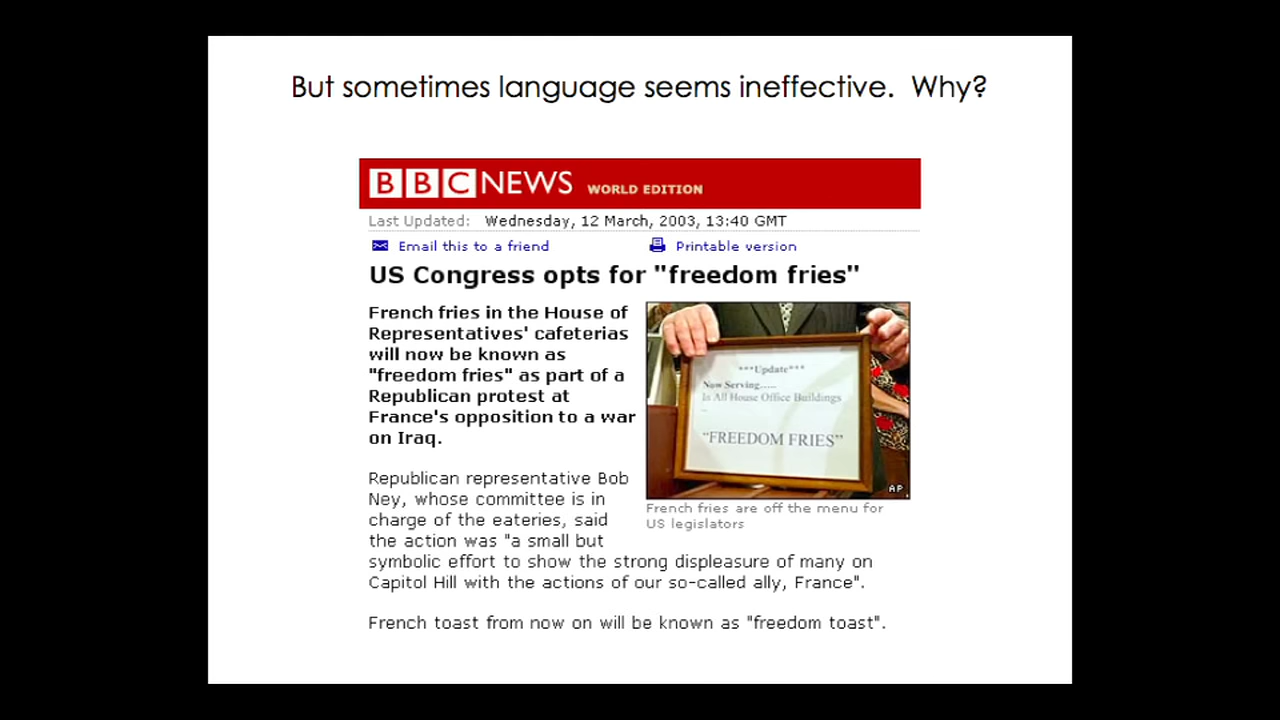 But sometimes language seems ineffective.  Why?
BBC NEWS WORLD EDITION
Last Updated: Wednesday, 12 March, 2003, 13:40 GMT
Email this to a friend Printable version
US Congress opts for "freedom fries"
French fries in the House of
Representatives' cafeterias
will now be known as
"freedom fries" as part of a
Republican protest at
France's opposition to a war
on Iraq.
***Update***
Now Serving.....
In All House Office Buildings
"FREEDOM FRIES"
AP
French fries are off the menu for
US legislators
Republican representative Bob
Ney, whose committee is in
charge of the eateries, said
the action was "a small but
symbolic effort to show the strong displeasure of many on
Capitol Hill with the actions of our so-called ally, France".
French toast from now on will be known as "freedom toast".